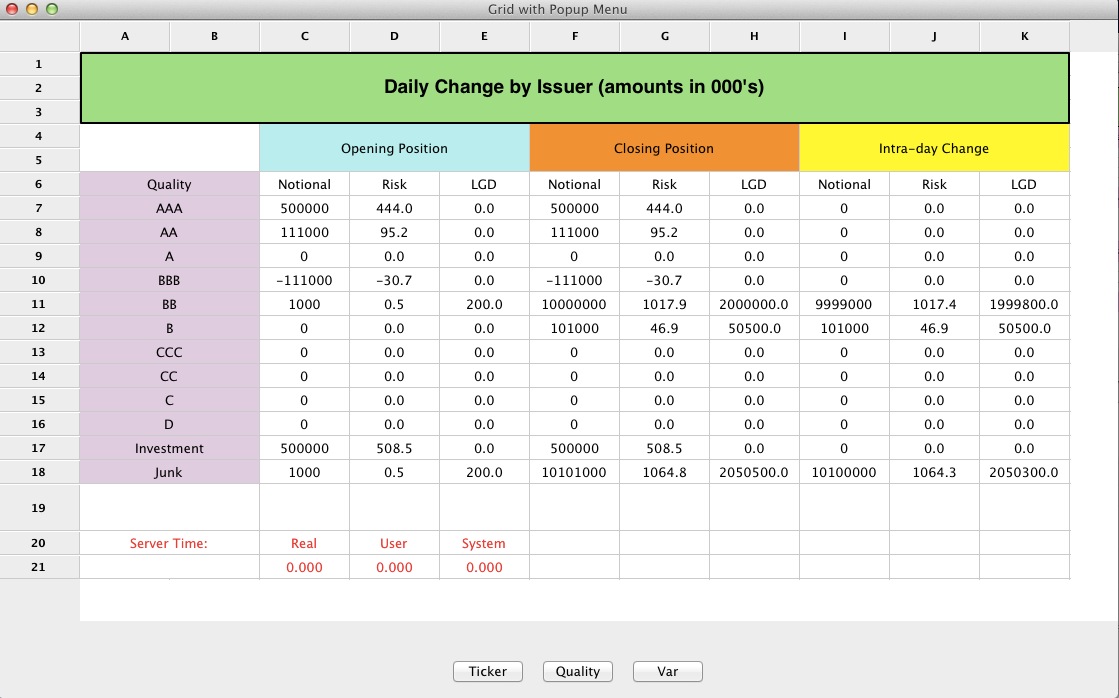 Grid with Popup Menu
A B C D E F G H I J K
1
2 Daily Change by Issuer (amounts in 000's)
3
4
Opening Position Closing Position Intra-day Change
5
6 Quality Notional Risk LGD Notional Risk LGD Notional Risk LGD
7 AAA 500000 444.0 0.0 500000 444.0 0.0 0 0.0 0.0
8 AA 111000 95.2 0.0 111000 95.2 0.0 0 0.0 0.0
9 A 0 0.0 0.0 0 0.0 0.0 0 0.0 0.0
10 BBB -111000 -30.7 0.0 -111000 -30.7 0.0 0 0.0 0.0
11 BB 1000 0.5 200.0 10000000 1017.9 2000000.0 9999000 1017.4 1999800.0
12 B 0 0.0 0.0 101000 46.9 50500.0 101000 46.9 50500.0
13 CCC 0 0.0 0.0 0 0.0 0.0 0 0.0 0.0
14 CC 0 0.0 0.0 0 0.0 0.0 0 0.0 0.0
15 C 0 0.0 0.0 0 0.0 0.0 0 0.0 0.0
16 D 0 0.0 0.0 0 0.0 0.0 0 0.0 0.0
17 Investment 500000 508.5 0.0 500000 508.5 0.0 0 0.0 0.0
18 Junk 1000 0.5 200.0 10101000 1064.8 2050500.0 10100000 1064.3 2050300.0
19
20 Server Time: Real User System
21 0.000 0.000 0.000
Ticker Quality Var